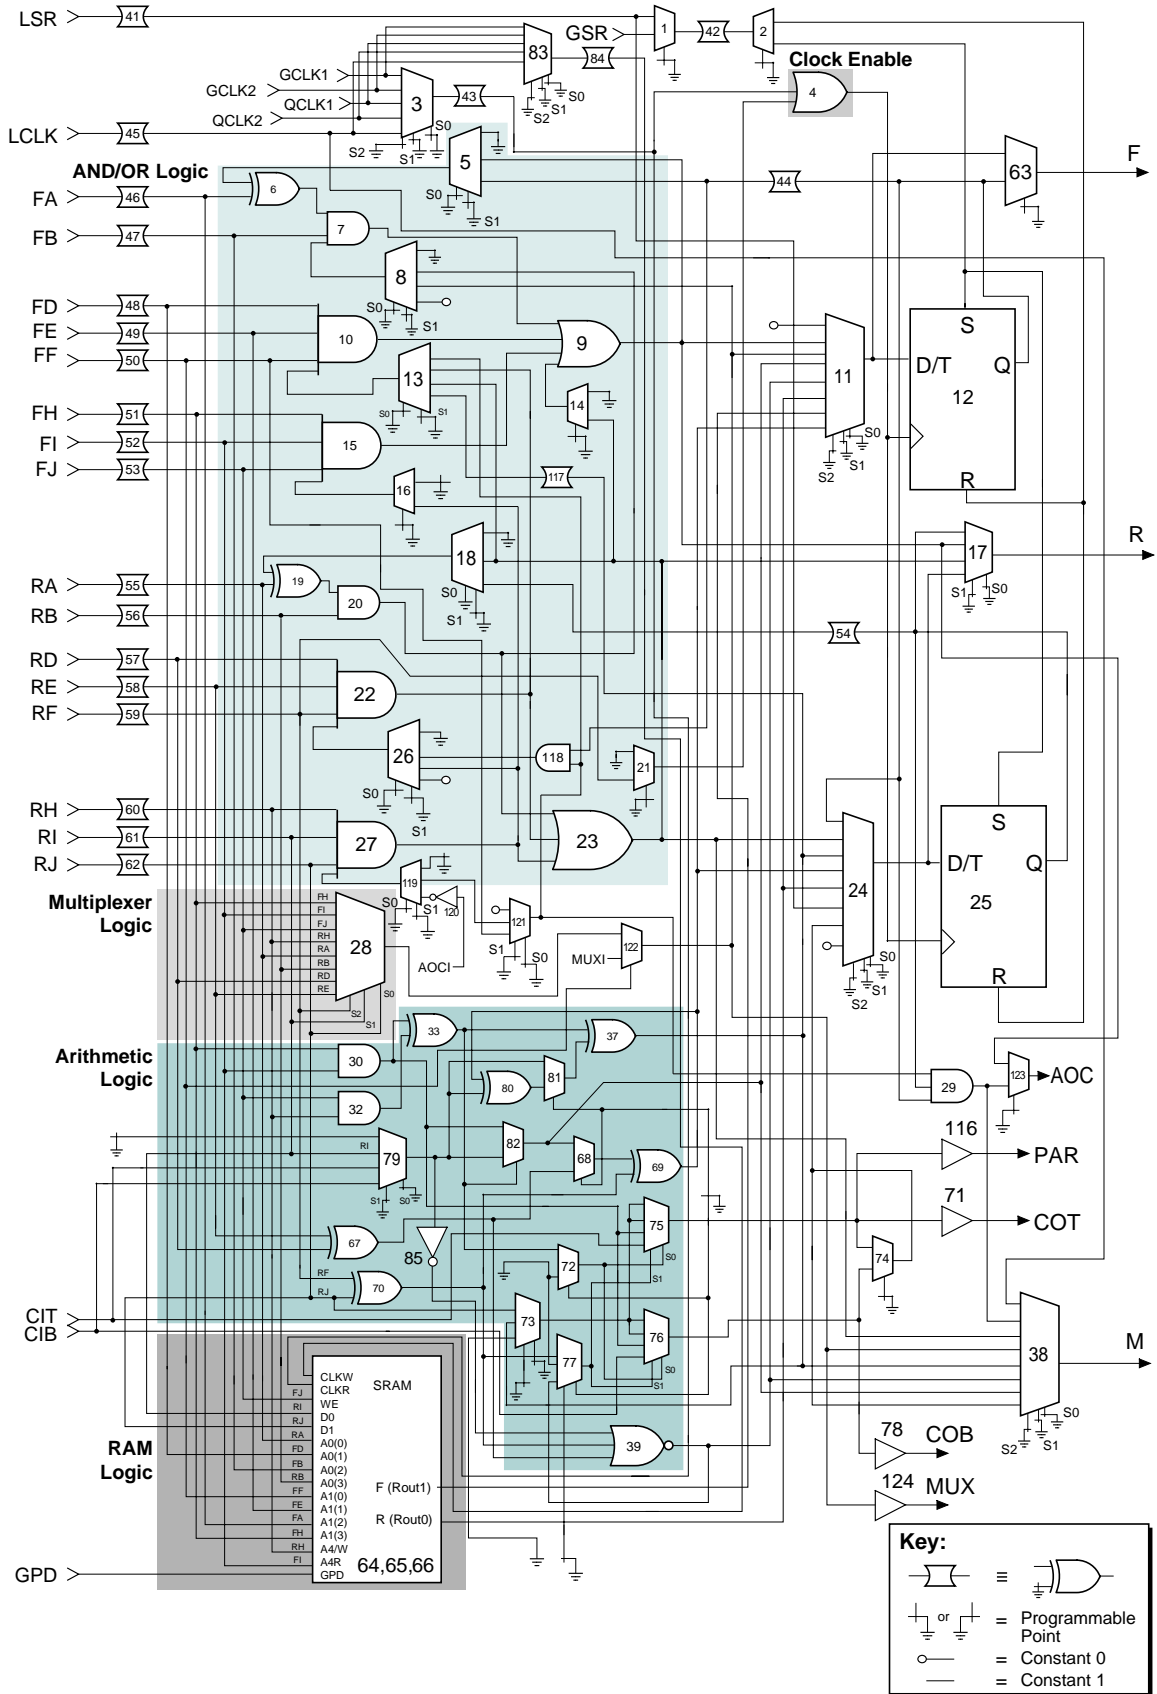 LSR 41 GSR 1 42 2
83 84
Clock Enable
GCLK1
GCLK2
QCLK1
QCLK2
3 43 4
S0 S1 S2
S0 S1 S2
LCLK 45
AND/OR Logic
5 S0 S1
44 63 F
FA 46 6
FB 47 7
8 S0 S1
FD 48
FE 49 10 9
FF 50
11 S0 S1 S2
S D/T Q 12 R
13 S0 S1
14
FH 51
FI 52 15
FJ 53
16 117
18 S0 S1
17 S1 S0 R
RA 55 19
RB 56 20
54
RD 57
RE 58 22
RF 59
26 S0 S1
118 21
RH 60
RI 61 27 23
RJ 62
24 S0 S1 S2
S D/T Q 25 R
119 S0 S1 120
121 S1 S0
AOCI
MUXI 122
Multiplexer
Logic
FH
FI
FJ
RH
RA
RB
RD
RE
28 S0 S1 S2
Arithmetic
Logic
30 33 37
32 80 81
RI 79 S1 S0
82 68 69
29 123 AOC
116 PAR
71 COT
67 85
75 S0 S1
74
RF
RJ 70
72
73 76 S0 S1
77
CIT
CIB
38 S0 S1 S2 M
39
78 COB
124 MUX
RAM
Logic
SRAM
CLKW
CLKR
FJ WE
RI D0
RJ D1
RA A0(0)
FD A0(1)
FB A0(2)
RB A0(3)
FF A1(0)
FE A1(1)
FA A1(2)
FH A1(3)
RH A4/W
FI A4R
GPD GPD
F (Rout1)
R (Rout0)
64,65,66
Key:
≡
or = Programmable
Point
= Constant 0
= Constant 1